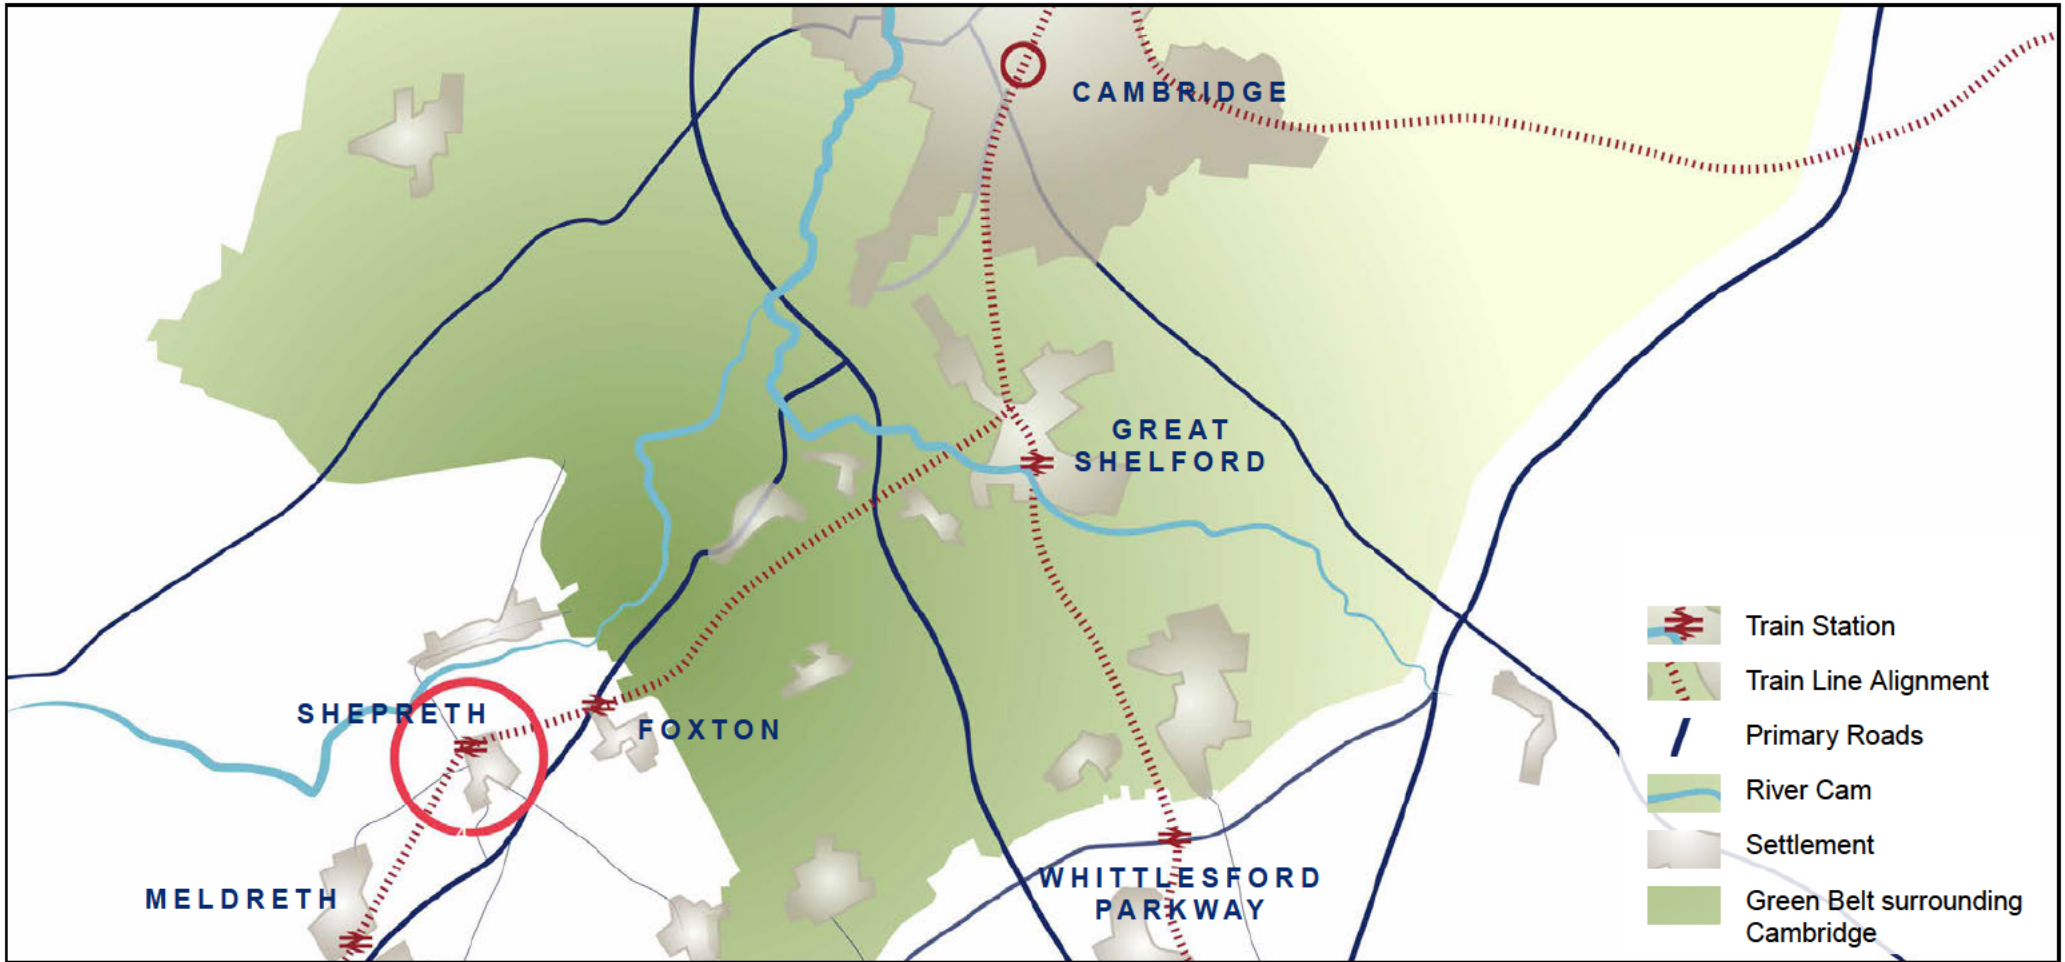 CAMBRIDGE
GREAT
SHELFORD
SHEPRETH
FOXTON
MELDRETH
WHITTLESFORD
PARKWAY
Train Station
Train Line Alignment
Primary Roads
River Cam
Settlement
Green Belt surrounding
Cambridge